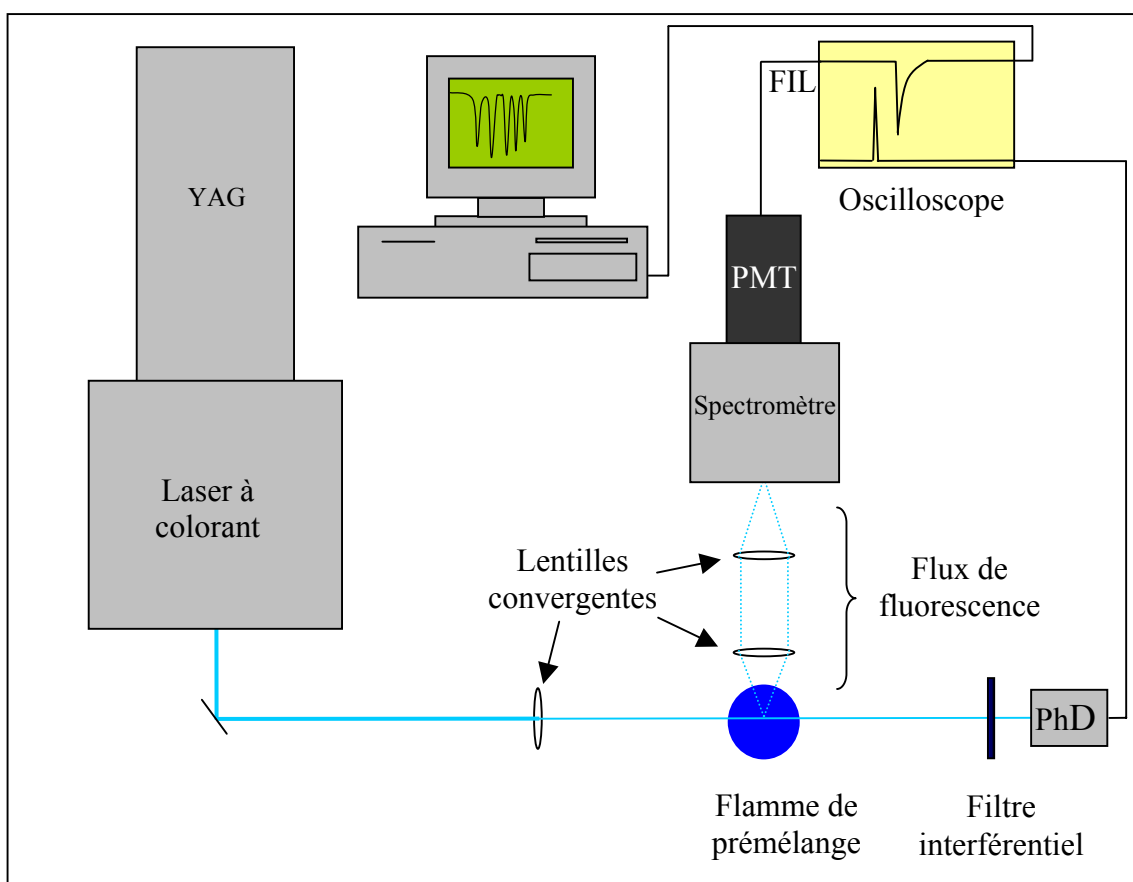 YAG
FIL
Oscilloscope
PMT
Spectromètre
Laser à
colorant
Lentilles
convergentes
Flux de
fluorescence
PhD
Flamme de
prémélange
Filtre
interférentiel